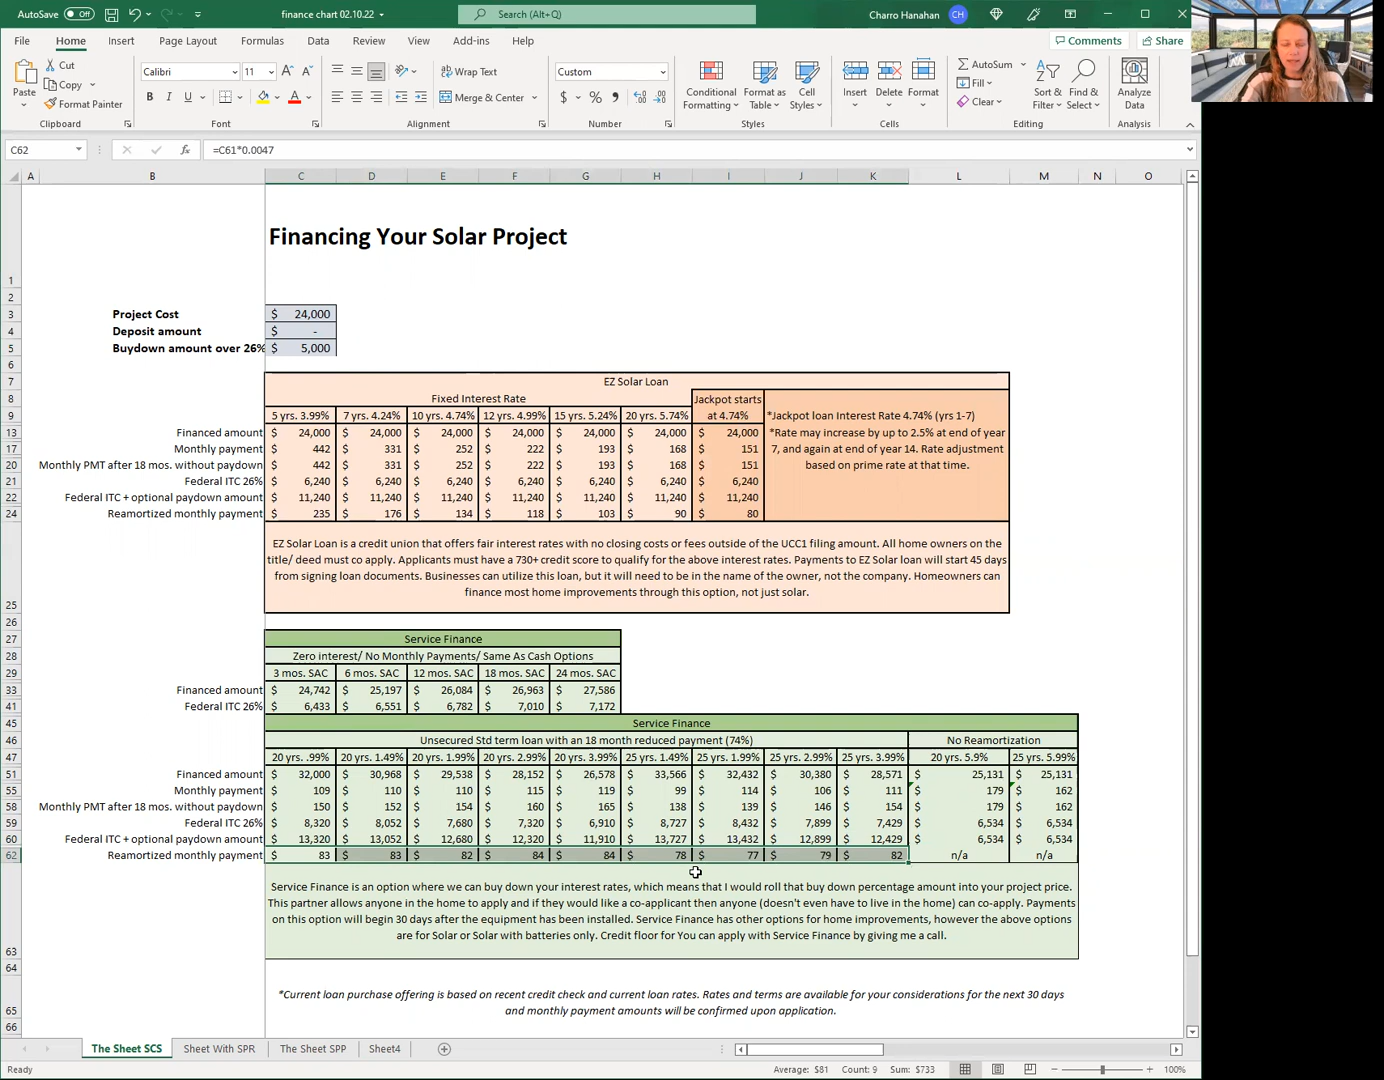 AutoSave Off finance chart 02.10.22 Search (Alt+Q) Charro Hanahan CH
File Home Insert Page Layout Formulas Data Review View Add-ins Help Comments Share
Paste Cut Copy Format Painter Clipboard
Calibri 11 A A B I U A Font
Wrap Text Merge & Center Alignment
Custom $ % , Number
Conditional Formatting Format as Table Cell Styles Styles
Insert Delete Format Cells
AutoSum Fill Clear Sort & Filter Find & Select Editing
Analyze Data Analysis
C62 fx =C61*0.0047
A B C D E F G H I J K L M N O
Financing Your Solar Project
1
2
3 Project Cost $ 24,000
4 Deposit amount $ -
5 Buydown amount over 26% $ 5,000
6
7 EZ Solar Loan
8 Fixed Interest Rate Jackpot starts
9 5 yrs. 3.99% 7 yrs. 4.24% 10 yrs. 4.74% 12 yrs. 4.99% 15 yrs. 5.24% 20 yrs. 5.74% at 4.74% *Jackpot loan Interest Rate 4.74% (yrs 1-7)
13 Financed amount $ 24,000 $ 24,000 $ 24,000 $ 24,000 $ 24,000 $ 24,000 $ 24,000 *Rate may increase by up to 2.5% at end of year
17 Monthly payment $ 442 $ 331 $ 252 $ 222 $ 193 $ 168 $ 151 7, and again at end of year 14. Rate adjustment
20 Monthly PMT after 18 mos. without paydown $ 442 $ 331 $ 252 $ 222 $ 193 $ 168 $ 151 based on prime rate at that time.
21 Federal ITC 26% $ 6,240 $ 6,240 $ 6,240 $ 6,240 $ 6,240 $ 6,240 $ 6,240
22 Federal ITC + optional paydown amount $ 11,240 $ 11,240 $ 11,240 $ 11,240 $ 11,240 $ 11,240 $ 11,240
24 Reamortized monthly payment $ 235 $ 176 $ 134 $ 118 $ 103 $ 90 $ 80
EZ Solar Loan is a credit union that offers fair interest rates with no closing costs or fees outside of the UCC1 filing amount. All home owners on the
title/ deed must co apply. Applicants must have a 730+ credit score to qualify for the above interest rates. Payments to EZ Solar loan will start 45 days
from signing loan documents. Businesses can utilize this loan, but it will need to be in the name of the owner, not the company. Homeowners can
finance most home improvements through this option, not just solar.
25
26
27 Service Finance
28 Zero interest/ No Monthly Payments/ Same As Cash Options
29 3 mos. SAC 6 mos. SAC 12 mos. SAC 18 mos. SAC 24 mos. SAC
33 Financed amount $ 24,742 $ 25,197 $ 26,084 $ 26,963 $ 27,586
41 Federal ITC 26% $ 6,433 $ 6,551 $ 6,782 $ 7,010 $ 7,172
45 Service Finance
46 Unsecured Std term loan with an 18 month reduced payment (74%) No Reamortization
47 20 yrs. .99% 20 yrs. 1.49% 20 yrs. 1.99% 20 yrs. 2.99% 20 yrs. 3.99% 25 yrs. 1.49% 25 yrs. 1.99% 25 yrs. 2.99% 25 yrs. 3.99% 20 yrs. 5.9% 25 yrs. 5.99%
51 Financed amount $ 32,000 $ 30,968 $ 29,538 $ 28,152 $ 26,578 $ 33,566 $ 32,432 $ 30,380 $ 28,571 $ 25,131 $ 25,131
55 Monthly payment $ 109 $ 110 $ 110 $ 115 $ 119 $ 99 $ 114 $ 106 $ 111 $ 179 $ 162
58 Monthly PMT after 18 mos. without paydown $ 150 $ 152 $ 154 $ 160 $ 165 $ 138 $ 139 $ 146 $ 154 $ 179 $ 162
59 Federal ITC 26% $ 8,320 $ 8,052 $ 7,680 $ 7,320 $ 6,910 $ 8,727 $ 8,432 $ 7,899 $ 7,429 $ 6,534 $ 6,534
60 Federal ITC + optional paydown amount $ 13,320 $ 13,052 $ 12,680 $ 12,320 $ 11,910 $ 13,727 $ 13,432 $ 12,899 $ 12,429 $ 6,534 $ 6,534
62 Reamortized monthly payment $ 83 $ 83 $ 82 $ 84 $ 84 $ 78 $ 77 $ 79 $ 82 n/a n/a
Service Finance is an option where we can buy down your interest rates, which means that I would roll that buy down percentage amount into your project price.
This partner allows anyone in the home to apply and if they would like a co-applicant then anyone (doesn't even have to live in the home) can co-apply. Payments
on this option will begin 30 days after the equipment has been installed. Service Finance has other options for home improvements, however the above options
are for Solar or Solar with batteries only. Credit floor for You can apply with Service Finance by giving me a call.
63
64
*Current loan purchase offering is based on recent credit check and current loan rates. Rates and terms are available for your considerations for the next 30 days
65 and monthly payment amounts will be confirmed upon application.
66
The Sheet SCS Sheet With SPR The Sheet SPP Sheet4
Ready Average: $81 Count: 9 Sum: $733 100%